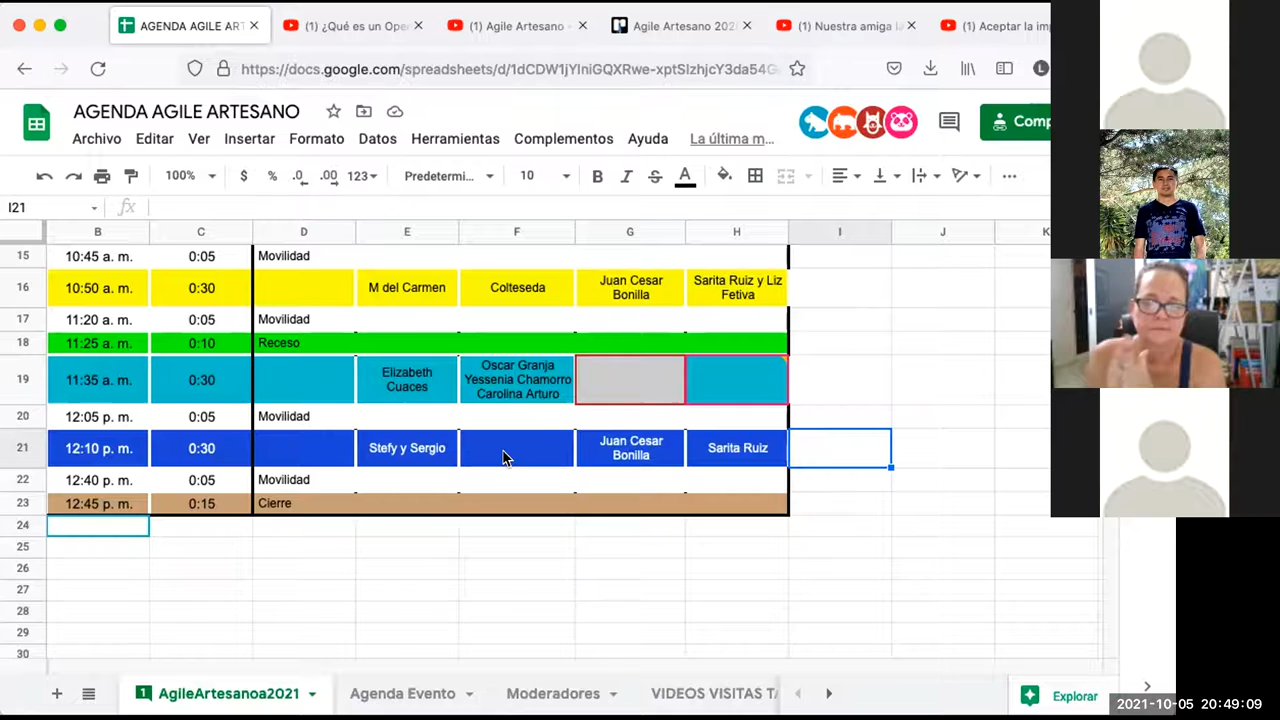 AGENDA AGILE ART
(1) ¿Qué es un Ope
(1) Agile Artesano -
Agile Artesano 202
(1) Nuestra amiga l
(1) Aceptar la im
https://docs.google.com/spreadsheets/d/1dCDW1jYlniGQXRwe-xptSlzhjcY3da54G
L
AGENDA AGILE ARTESANO
Comp
Archivo Editar Ver Insertar Formato Datos Herramientas Complementos Ayuda La última m...
100% $ % .0 .00 123 Predetermi... 10 B I S A
I21 fx
B C D E F G H I J K
15 10:45 a. m. 0:05 Movilidad
16 10:50 a. m. 0:30 M del Carmen Colteseda Juan Cesar Bonilla Sarita Ruiz y Liz Fetiva
17 11:20 a. m. 0:05 Movilidad
18 11:25 a. m. 0:10 Receso
19 11:35 a. m. 0:30 Elizabeth Cuaces Oscar Granja Yessenia Chamorro Carolina Arturo
20 12:05 p. m. 0:05 Movilidad
21 12:10 p. m. 0:30 Stefy y Sergio Juan Cesar Bonilla Sarita Ruiz
22 12:40 p. m. 0:05 Movilidad
23 12:45 p. m. 0:15 Cierre
24
25
26
27
28
29
30
1 AgileArtesanoa2021 Agenda Evento Moderadores VIDEOS VISITAS TA Explorar
2021-10-05 20:49:09